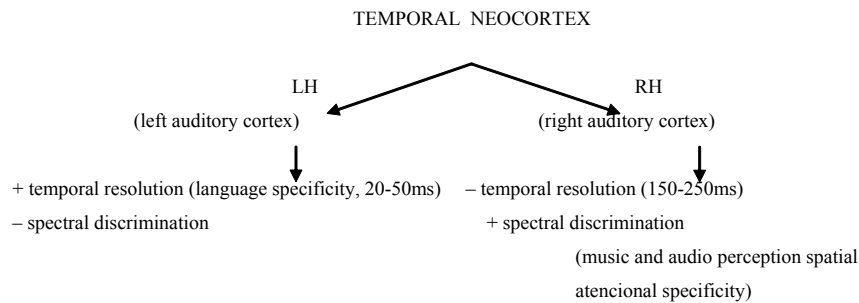 TEMPORAL NEOCORTEX
LH
RH
(left auditory cortex)
(right auditory cortex)
+ temporal resolution (language specificity, 20-50ms)
– temporal resolution (150-250ms)
– spectral discrimination
+ spectral discrimination
(music and audio perception spatial
atencional specificity)